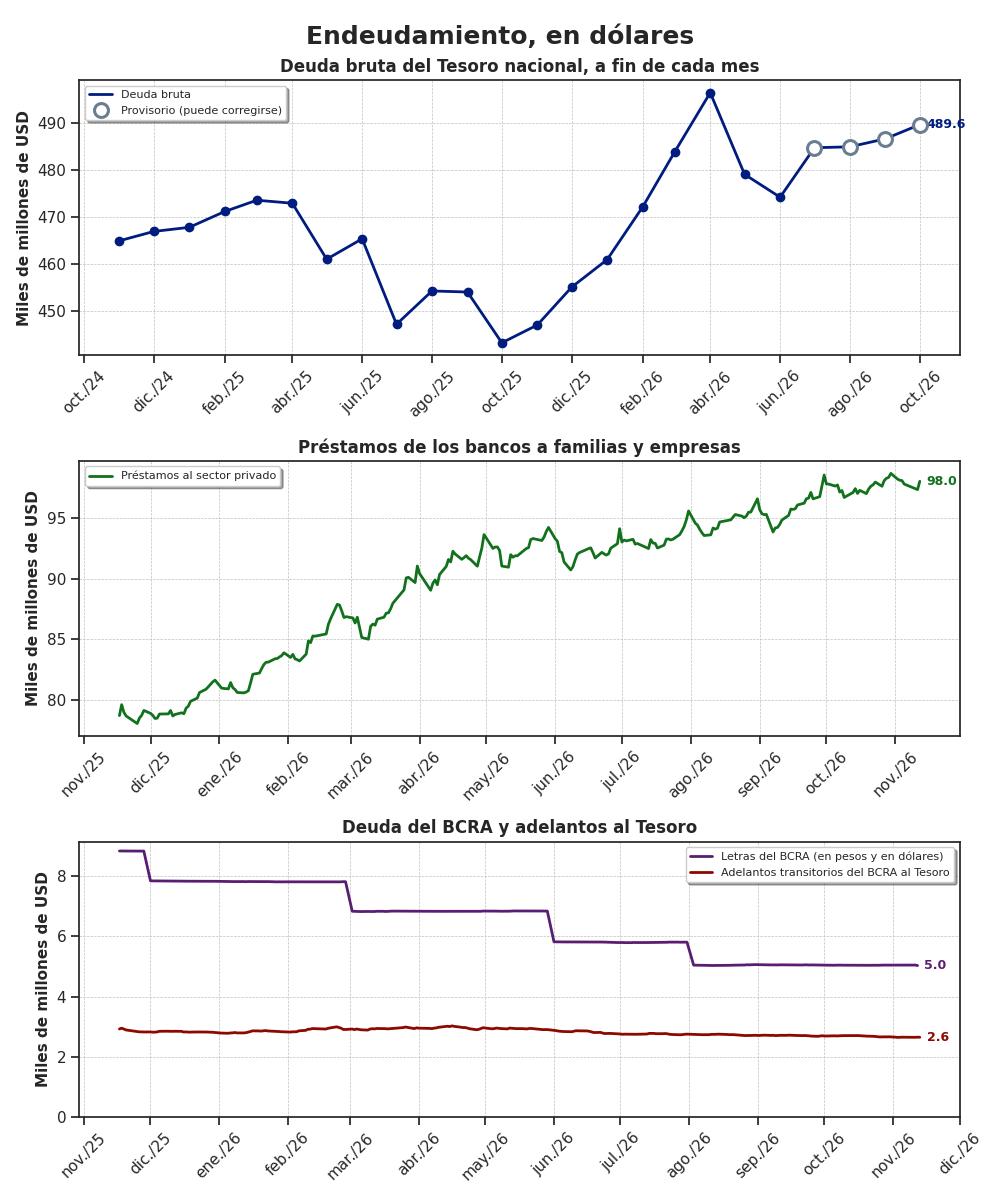 Endeudamiento, en dólares
Deuda bruta del Tesoro nacional, a fin de cada mes
Miles de millones de USD
Deuda bruta
Provisorio (puede corregirse)
490
480
470
460
450
489.6
oct./24
dic./24
feb./25
abr./25
jun./25
ago./25
oct./25
dic./25
feb./26
abr./26
jun./26
ago./26
oct./26
Préstamos de los bancos a familias y empresas
Miles de millones de USD
Préstamos al sector privado
95
90
85
80
98.0
nov./25
dic./25
ene./26
feb./26
mar./26
abr./26
may./26
jun./26
jul./26
ago./26
sep./26
oct./26
nov./26
Deuda del BCRA y adelantos al Tesoro
Miles de millones de USD
Letras del BCRA (en pesos y en dólares)
Adelantos transitorios del BCRA al Tesoro
8
6
4
2
0
5.0
2.6
nov./25
dic./25
ene./26
feb./26
mar./26
abr./26
may./26
jun./26
jul./26
ago./26
sep./26
oct./26
nov./26
dic./26